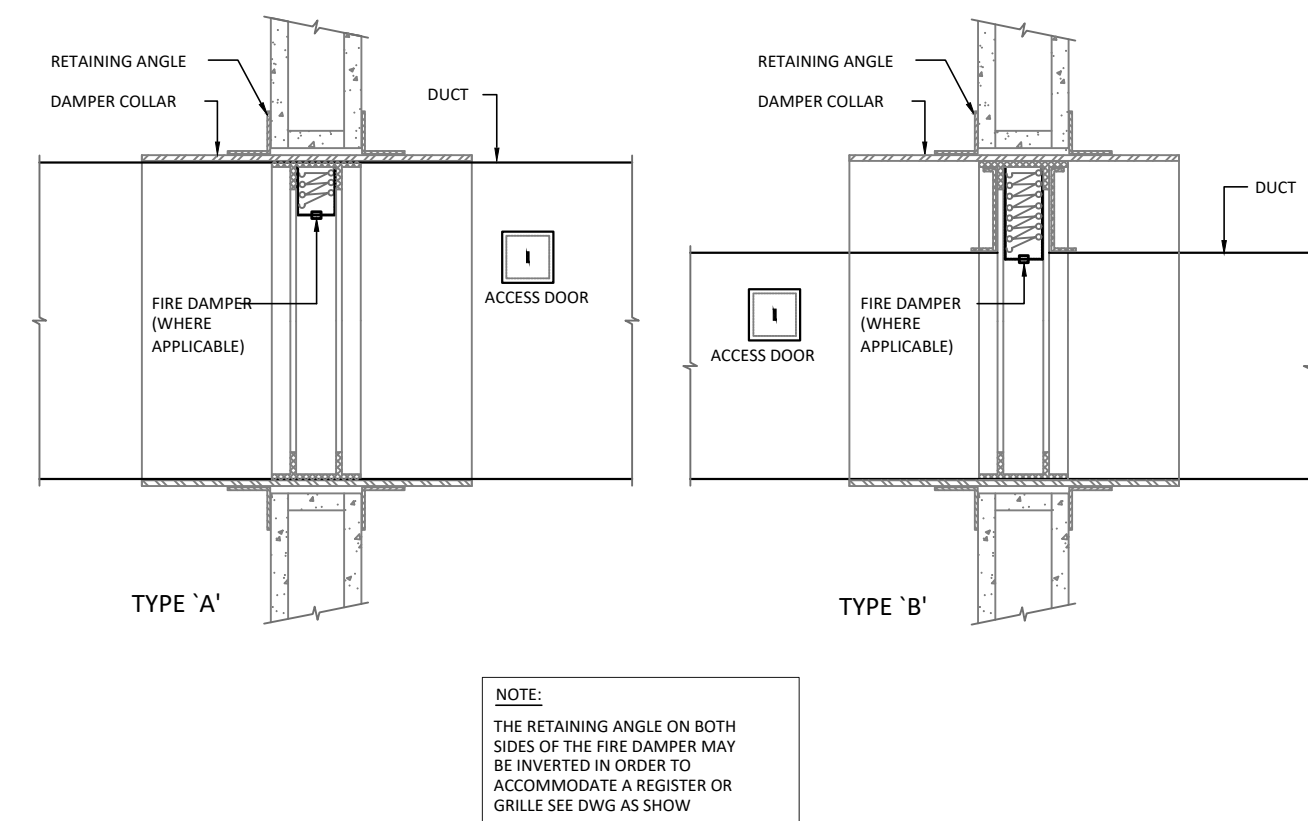 RETAINING ANGLE
DAMPER COLLAR
DUCT
FIRE DAMPER
(WHERE
APPLICABLE)
ACCESS DOOR
TYPE `A'
RETAINING ANGLE
DAMPER COLLAR
DUCT
ACCESS DOOR
FIRE DAMPER
(WHERE
APPLICABLE)
TYPE `B'
NOTE:
THE RETAINING ANGLE ON BOTH
SIDES OF THE FIRE DAMPER MAY
BE INVERTED IN ORDER TO
ACCOMMODATE A REGISTER OR
GRILLE SEE DWG AS SHOW